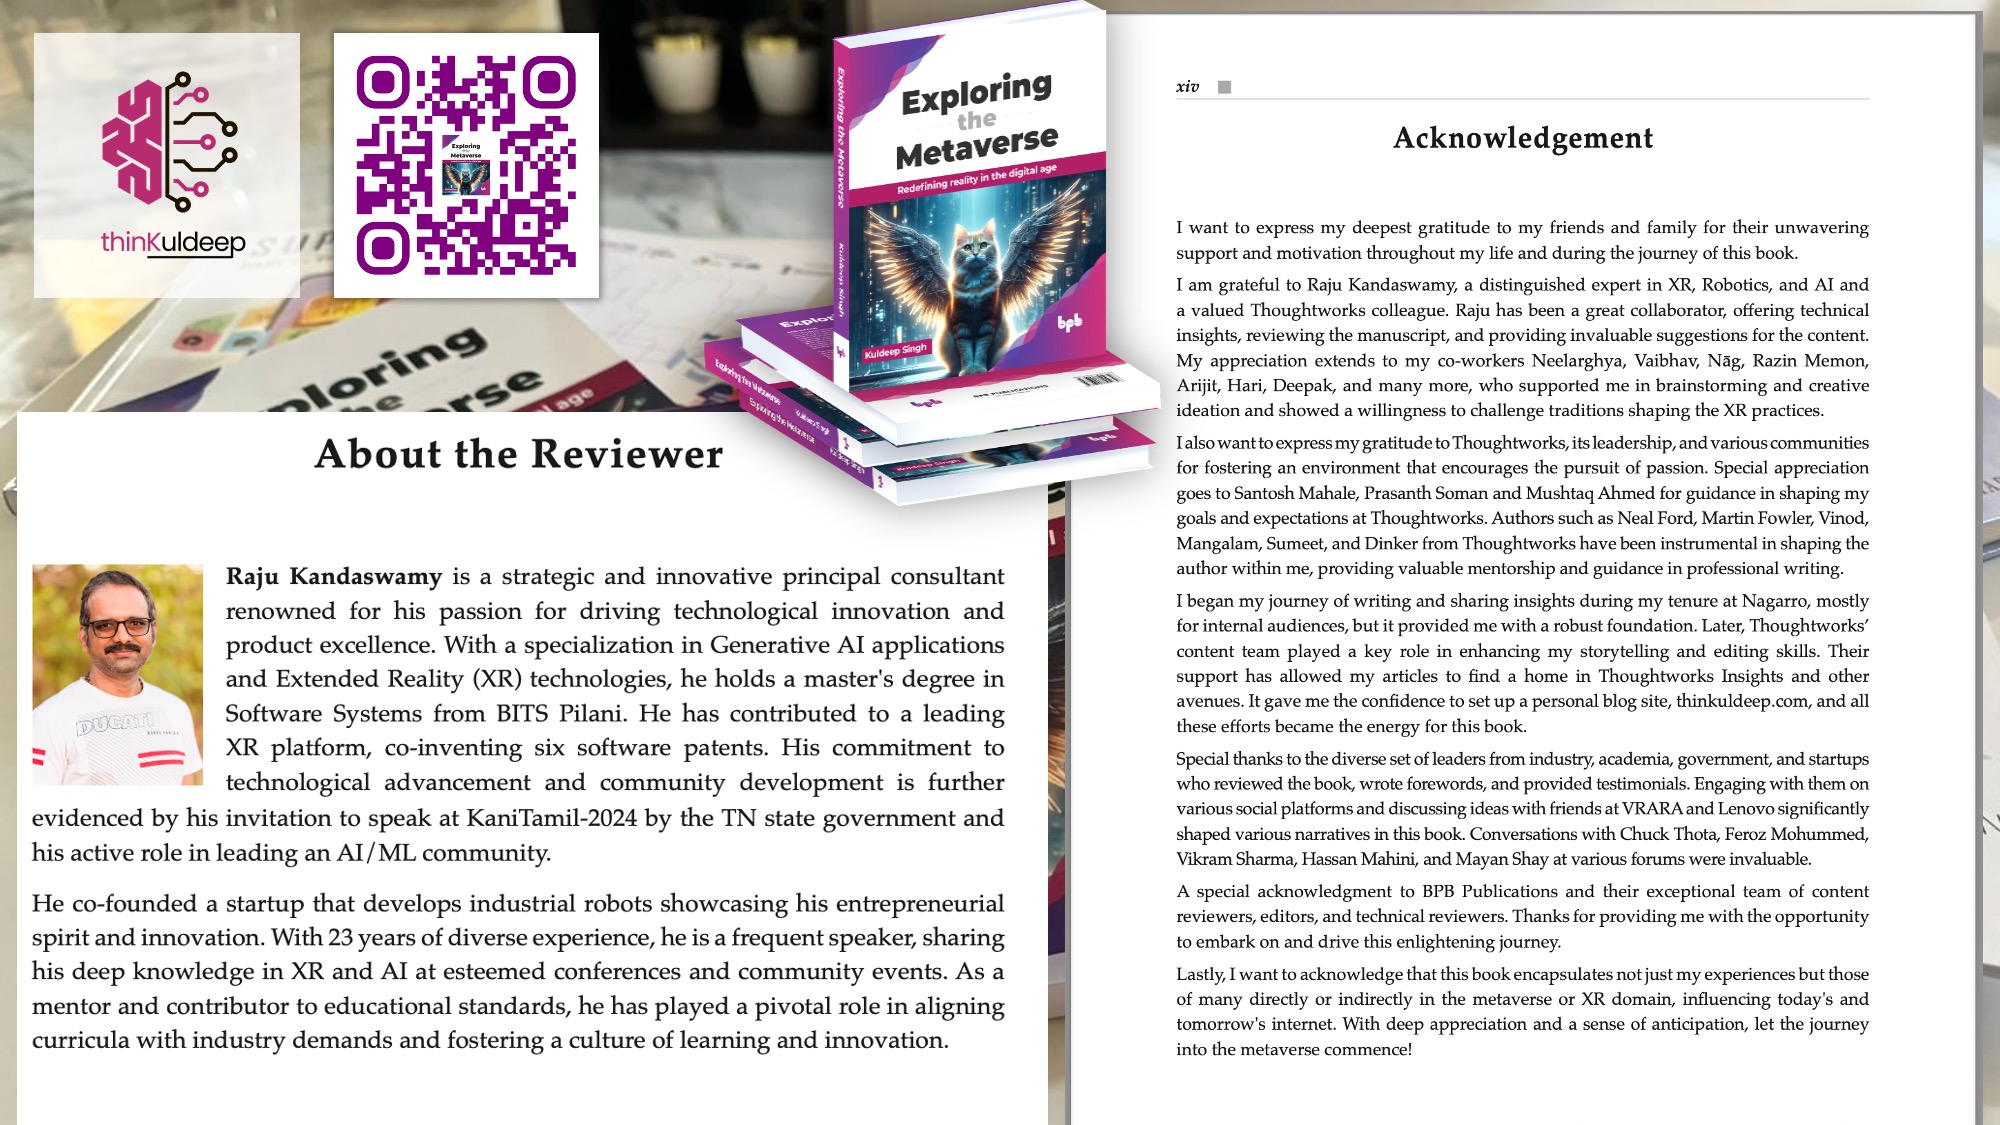 thinKuldeep
Exploring
the
Metaverse
Redefining reality in the digital age
Kuldeep Singh
bpb
Exploring the Metaverse
Kuldeep Singh
Exploring
the
Metaverse
bpb
BPB PUBLICATIONS
Exploring the Metaverse
Exploring the Metaverse
ploring
the
erse
age
About the Reviewer
DUCATI
Raju Kandaswamy is a strategic and innovative principal consultant
renowned for his passion for driving technological innovation and
product excellence. With a specialization in Generative AI applications
and Extended Reality (XR) technologies, he holds a master's degree in
Software Systems from BITS Pilani. He has contributed to a leading
XR platform, co-inventing six software patents. His commitment to
technological advancement and community development is further
evidenced by his invitation to speak at KaniTamil-2024 by the TN state government and
his active role in leading an AI/ML community.
He co-founded a startup that develops industrial robots showcasing his entrepreneurial
spirit and innovation. With 23 years of diverse experience, he is a frequent speaker, sharing
his deep knowledge in XR and AI at esteemed conferences and community events. As a
mentor and contributor to educational standards, he has played a pivotal role in aligning
curricula with industry demands and fostering a culture of learning and innovation.
xiv
Acknowledgement
I want to express my deepest gratitude to my friends and family for their unwavering
support and motivation throughout my life and during the journey of this book.
I am grateful to Raju Kandaswamy, a distinguished expert in XR, Robotics, and AI and
a valued Thoughtworks colleague. Raju has been a great collaborator, offering technical
insights, reviewing the manuscript, and providing invaluable suggestions for the content.
My appreciation extends to my co-workers Neelarghya, Vaibhav, Nāg, Razin Memon,
Arijit, Hari, Deepak, and many more, who supported me in brainstorming and creative
ideation and showed a willingness to challenge traditions shaping the XR practices.
I also want to express my gratitude to Thoughtworks, its leadership, and various communities
for fostering an environment that encourages the pursuit of passion. Special appreciation
goes to Santosh Mahale, Prasanth Soman and Mushtaq Ahmed for guidance in shaping my
goals and expectations at Thoughtworks. Authors such as Neal Ford, Martin Fowler, Vinod,
Mangalam, Sumeet, and Dinker from Thoughtworks have been instrumental in shaping the
author within me, providing valuable mentorship and guidance in professional writing.
I began my journey of writing and sharing insights during my tenure at Nagarro, mostly
for internal audiences, but it provided me with a robust foundation. Later, Thoughtworks’
content team played a key role in enhancing my storytelling and editing skills. Their
support has allowed my articles to find a home in Thoughtworks Insights and other
avenues. It gave me the confidence to set up a personal blog site, thinkuldeep.com, and all
these efforts became the energy for this book.
Special thanks to the diverse set of leaders from industry, academia, government, and startups
who reviewed the book, wrote forewords, and provided testimonials. Engaging with them on
various social platforms and discussing ideas with friends at VRARA and Lenovo significantly
shaped various narratives in this book. Conversations with Chuck Thota, Feroz Mohummed,
Vikram Sharma, Hassan Mahini, and Mayan Shay at various forums were invaluable.
A special acknowledgment to BPB Publications and their exceptional team of content
reviewers, editors, and technical reviewers. Thanks for providing me with the opportunity
to embark on and drive this enlightening journey.
Lastly, I want to acknowledge that this book encapsulates not just my experiences but those
of many directly or indirectly in the metaverse or XR domain, influencing today's and
tomorrow's internet. With deep appreciation and a sense of anticipation, let the journey
into the metaverse commence!